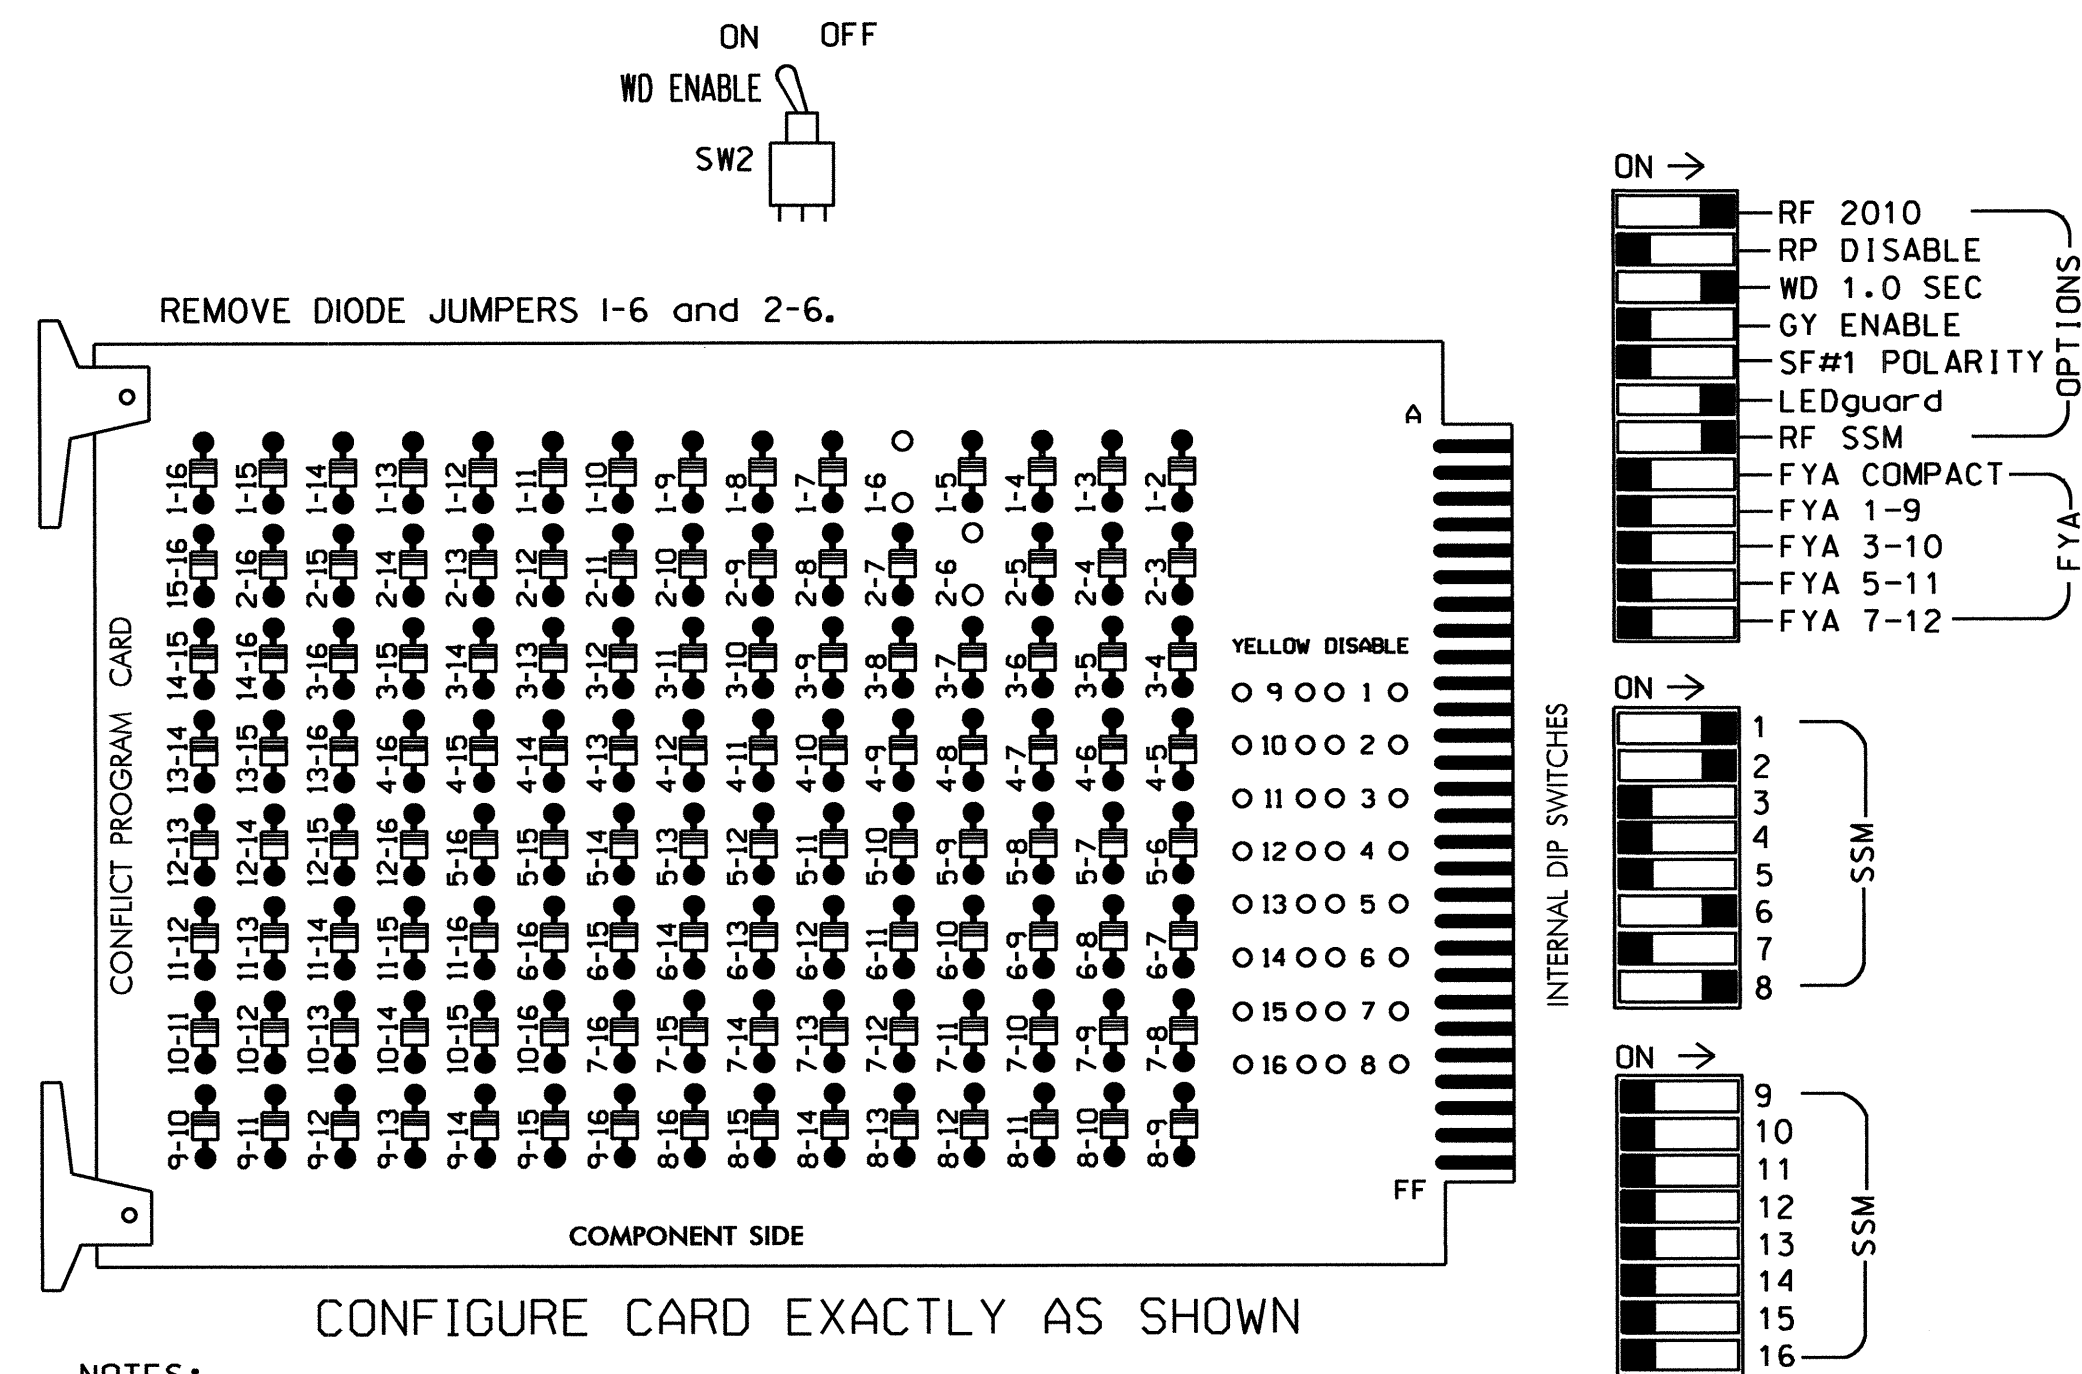 ON OFF
WD ENABLE
SW2
REMOVE DIODE JUMPERS 1-6 and 2-6.
A
1-16 1-15 1-14 1-13 1-12 1-11 1-10 1-9 1-8 1-7 1-6 1-5 1-4 1-3 1-2
15-16 2-16 2-15 2-14 2-13 2-12 2-11 2-10 2-9 2-8 2-7 2-6 2-5 2-4 2-3
14-15 14-16 3-16 3-15 3-14 3-13 3-12 3-11 3-10 3-9 3-8 3-7 3-6 3-5 3-4
13-14 13-15 13-16 4-16 4-15 4-14 4-13 4-12 4-11 4-10 4-9 4-8 4-7 4-6 4-5
12-13 12-14 12-15 12-16 5-16 5-15 5-14 5-13 5-12 5-11 5-10 5-9 5-8 5-7 5-6
11-12 11-13 11-14 11-15 11-16 6-16 6-15 6-14 6-13 6-12 6-11 6-10 6-9 6-8 6-7
10-11 10-12 10-13 10-14 10-15 10-16 7-16 7-15 7-14 7-13 7-12 7-11 7-10 7-9 7-8
9-10 9-11 9-12 9-13 9-14 9-15 9-16 8-16 8-15 8-14 8-13 8-12 8-11 8-10 8-9
CONFLICT PROGRAM CARD
YELLOW DISABLE
9 1
10 2
11 3
12 4
13 5
14 6
15 7
16 8
FF
COMPONENT SIDE
CONFIGURE CARD EXACTLY AS SHOWN
NOTES:
INTERNAL DIP SWITCHES
ON →
RF 2010
RP DISABLE
WD 1.0 SEC
GY ENABLE
SF#1 POLARITY
LEDguard
RF SSM
OPTIONS
FYA COMPACT
FYA 1-9
FYA 3-10
FYA 5-11
FYA 7-12
FYA
ON →
1
2
3
4
5
6
7
8
SSM
ON →
9
10
11
12
13
14
15
16
SSM